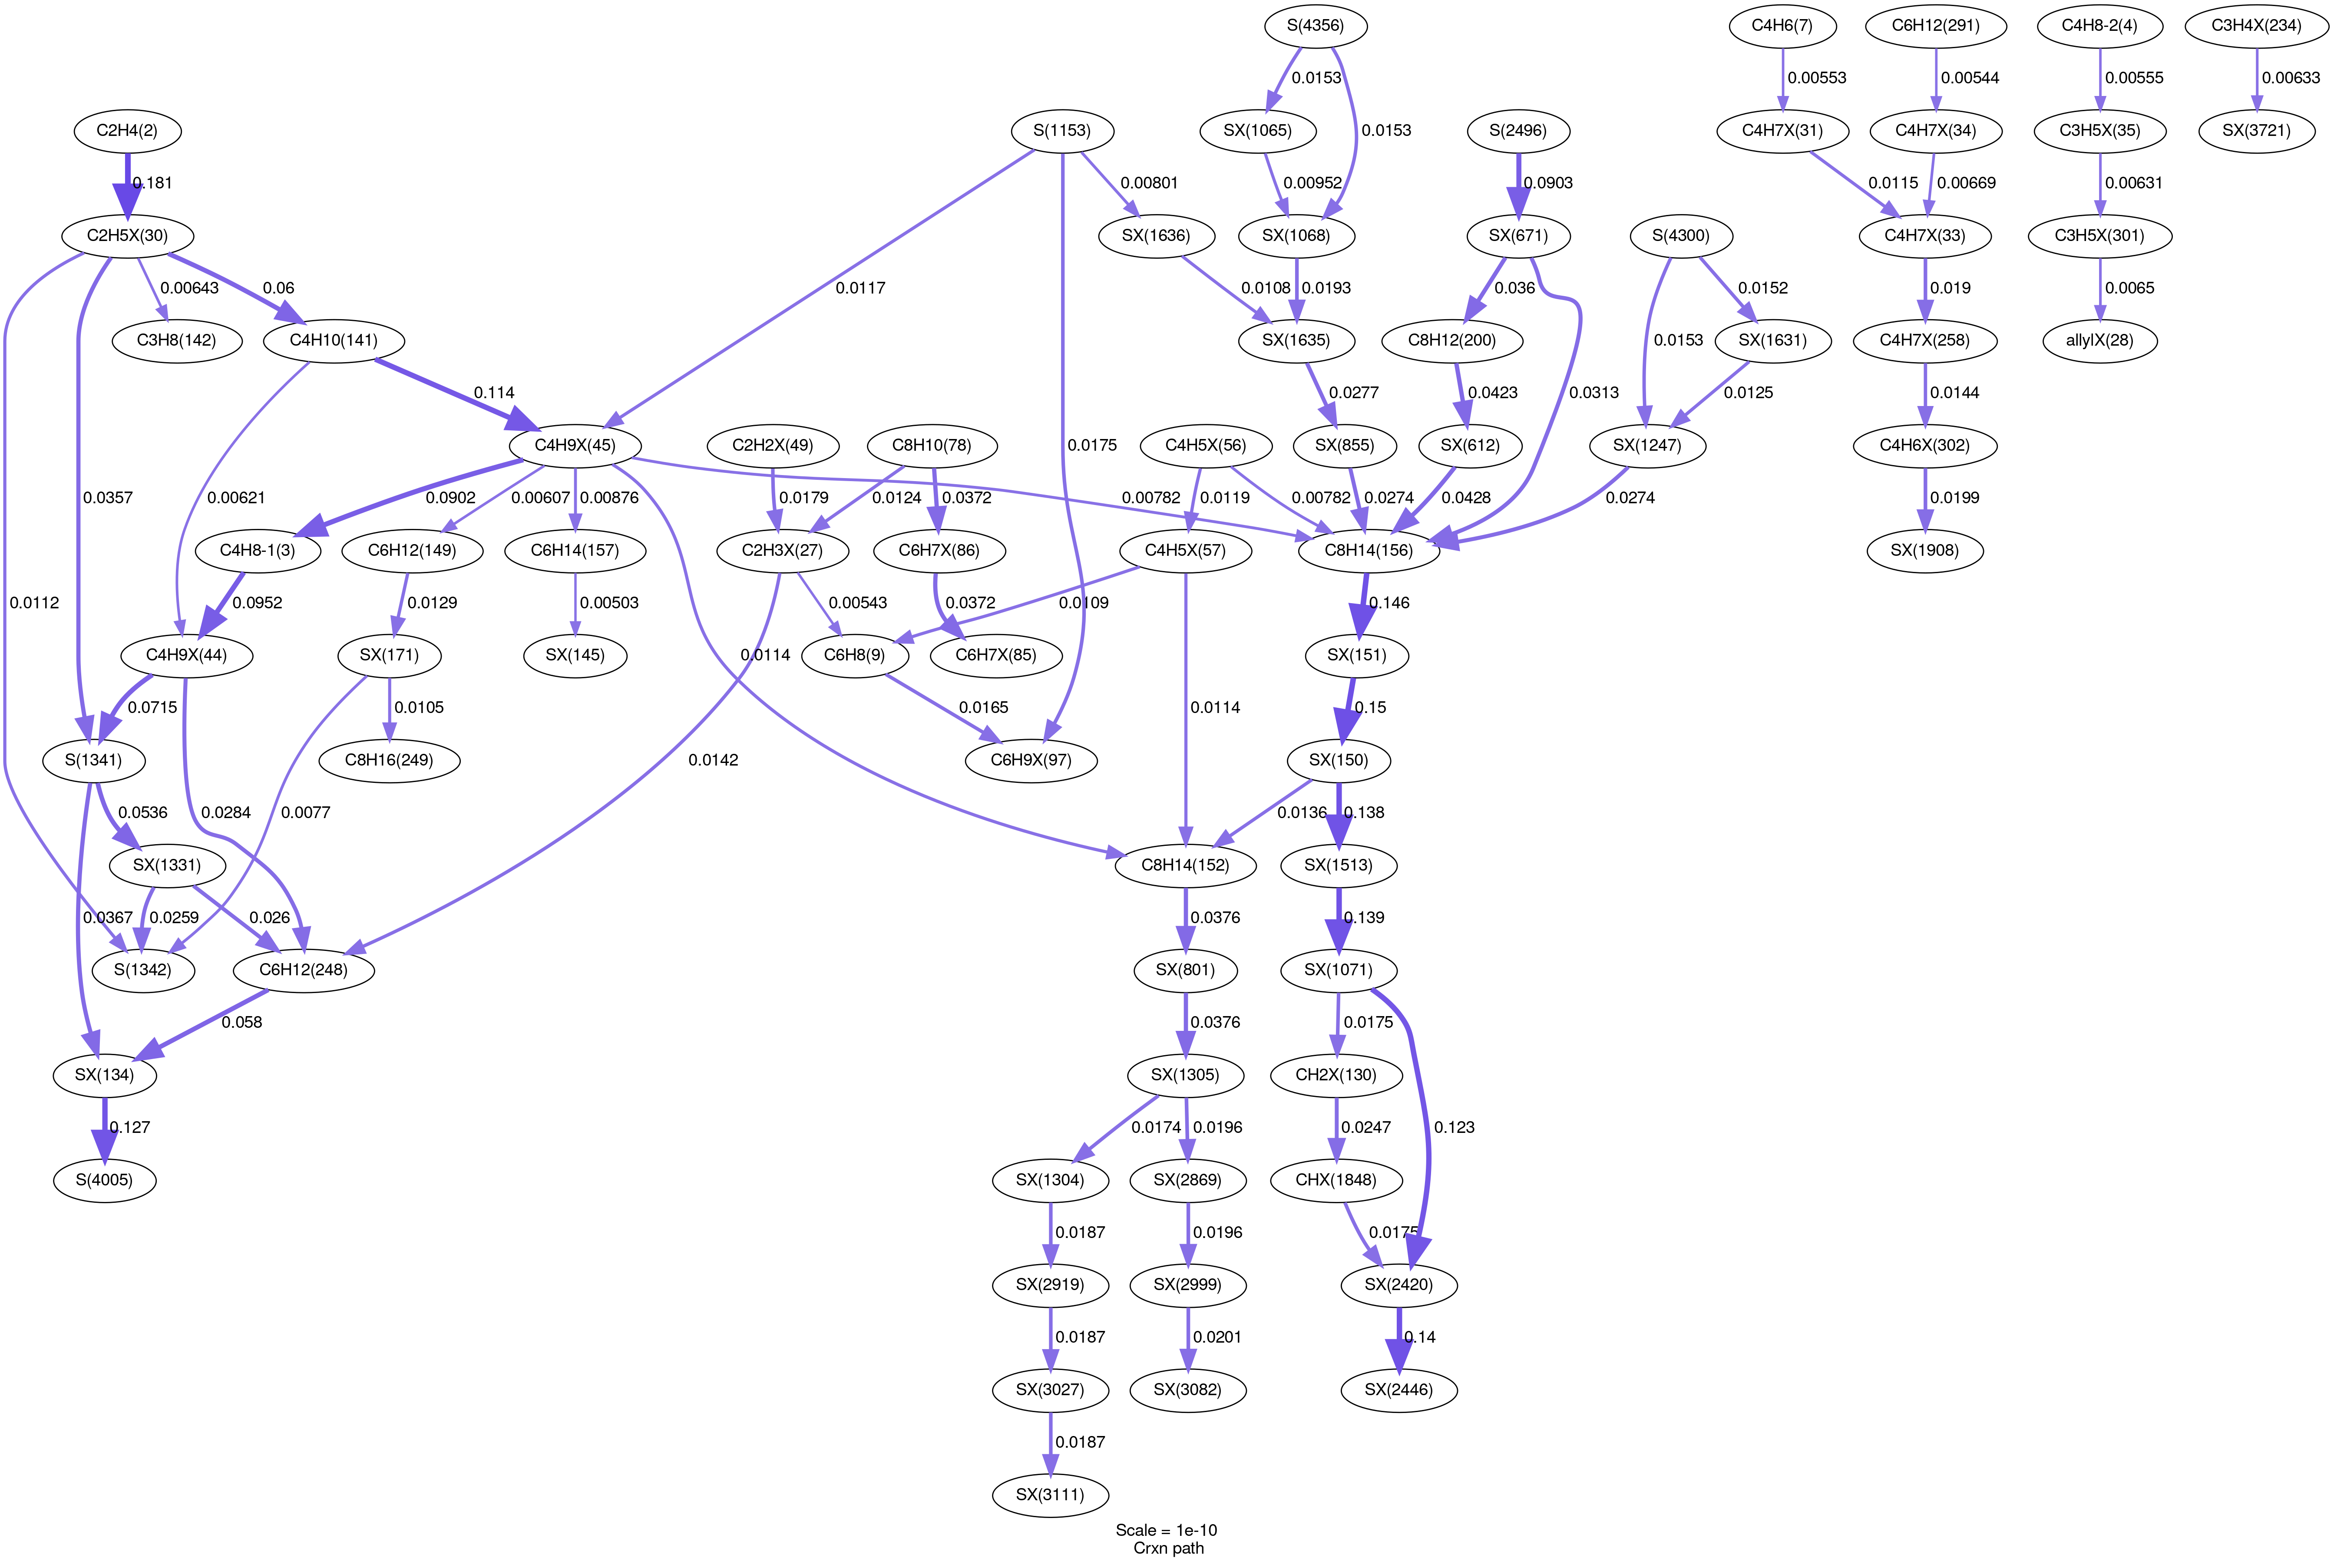 S(4356)
C4H6(7)
C6H12(291)
C4H8-2(4)
C3H4X(234)
0.0153
0.00553
0.00544
0.00555
0.00633
C2H4(2)
S(1153)
SX(1065)
0.0153
S(2496)
C4H7X(31)
C4H7X(34)
C3H5X(35)
SX(3721)
0.181
0.00801
0.00952
0.0903
0.0115
0.00669
0.00631
C2H5X(30)
SX(1636)
SX(1068)
SX(671)
S(4300)
C4H7X(33)
C3H5X(301)
0.00643
0.06
0.0117
0.0108
0.0193
0.036
0.0152
0.019
0.0065
C3H8(142)
C4H10(141)
SX(1635)
C8H12(200)
0.0153
SX(1631)
C4H7X(258)
allylX(28)
0.114
0.0277
0.0423
0.0313
0.0125
0.0144
C4H9X(45)
C2H2X(49)
C8H10(78)
0.0175
C4H5X(56)
SX(855)
SX(612)
SX(1247)
C4H6X(302)
0.0357
0.00621
0.0902
0.00607
0.00876
0.0179
0.0124
0.0372
0.0119
0.00782
0.00782
0.0274
0.0428
0.0274
0.0199
C4H8-1(3)
C6H12(149)
C6H14(157)
C2H3X(27)
C6H7X(86)
C4H5X(57)
C8H14(156)
SX(1908)
0.0112
0.0952
0.0129
0.00503
0.00543
0.0372
0.0109
0.146
C4H9X(44)
SX(171)
SX(145)
0.0114
C6H8(9)
C6H7X(85)
SX(151)
0.0715
0.0105
0.0165
0.0114
0.15
S(1341)
C8H16(249)
0.0142
C6H9X(97)
SX(150)
0.0536
0.0284
0.0077
0.0136
0.138
SX(1331)
C8H14(152)
SX(1513)
0.0367
0.0259
0.026
0.0376
0.139
S(1342)
C6H12(248)
SX(801)
SX(1071)
0.058
0.0376
0.0175
SX(134)
SX(1305)
CH2X(130)
0.127
0.0174
0.0196
0.0247
0.123
S(4005)
SX(1304)
SX(2869)
CHX(1848)
0.0187
0.0196
0.0175
SX(2919)
SX(2999)
SX(2420)
0.0187
0.0201
0.14
SX(3027)
SX(3082)
SX(2446)
0.0187
SX(3111)
Scale = 1e-10
Crxn path